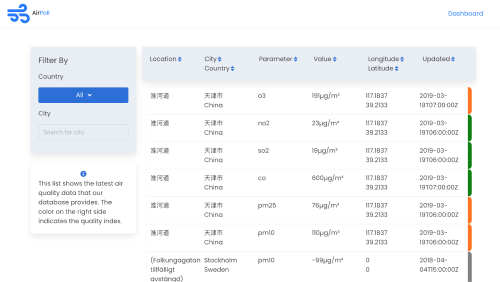 AirPoll
Dashboard
Filter By
Country
All
City
Search for city
This list shows the latest air
quality data that our
database provides. The
color on the right side
indicates the quality index.
Location City Country Parameter Value Longitude Latitude Updated
淮河道 天津市 o3 191µg/m³ 117.1837 2019-03-
China 39.2133 19T07:00:00Z
淮河道 天津市 no2 23µg/m³ 117.1837 2019-03-
China 39.2133 19T06:00:00Z
淮河道 天津市 so2 19µg/m³ 117.1837 2019-03-
China 39.2133 19T06:00:00Z
淮河道 天津市 co 600µg/m³ 117.1837 2019-03-
China 39.2133 19T07:00:00Z
淮河道 天津市 pm25 76µg/m³ 117.1837 2019-03-
China 39.2133 19T06:00:00Z
淮河道 天津市 pm10 110µg/m³ 117.1837 2019-03-
China 39.2133 19T06:00:00Z
(Folkungagatan Stockholm pm10 -99µg/m³ 0 2018-04-
tillfälligt Sweden 0 04T15:00:00Z
avstängd)